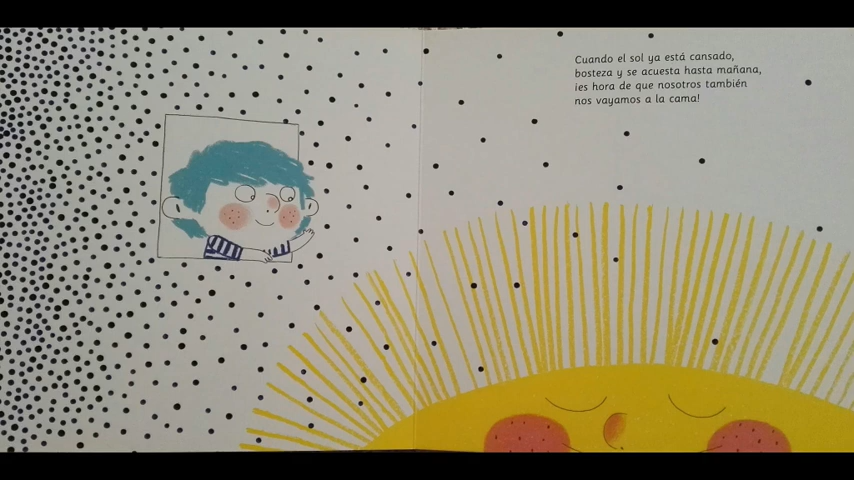 Cuando el sol ya está cansado,
bosteza y se acuesta hasta mañana,
¡es hora de que nosotros también
nos vayamos a la cama!